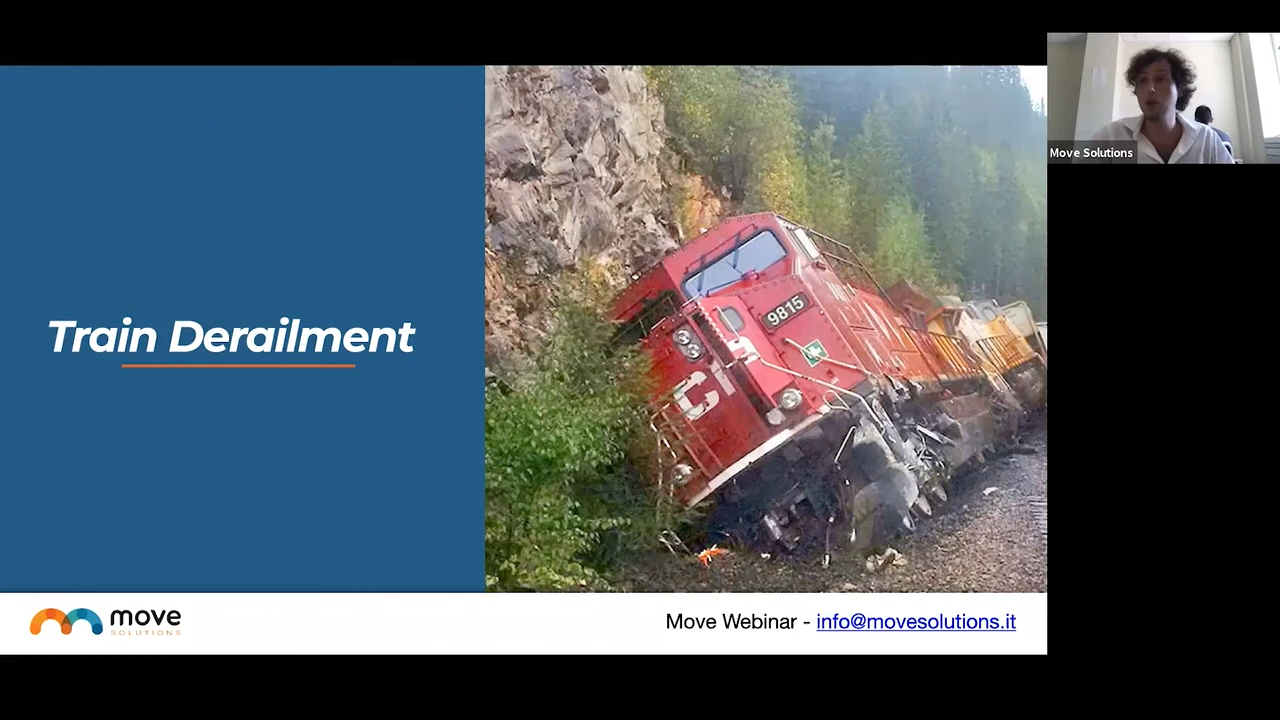 Move Solutions
Train Derailment
9815
C
move
SOLUTIONS
Move Webinar - info@movesolutions.it